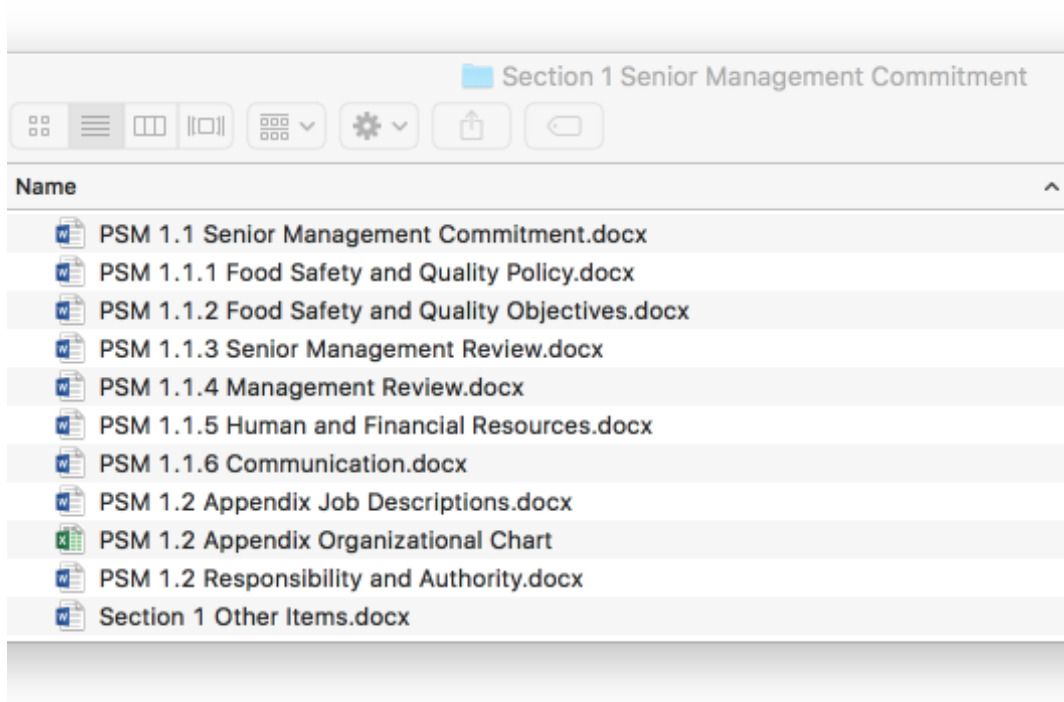 Section 1 Senior Management Commitment
Name
PSM 1.1 Senior Management Commitment.docx
PSM 1.1.1 Food Safety and Quality Policy.docx
PSM 1.1.2 Food Safety and Quality Objectives.docx
PSM 1.1.3 Senior Management Review.docx
PSM 1.1.4 Management Review.docx
PSM 1.1.5 Human and Financial Resources.docx
PSM 1.1.6 Communication.docx
PSM 1.2 Appendix Job Descriptions.docx
PSM 1.2 Appendix Organizational Chart
PSM 1.2 Responsibility and Authority.docx
Section 1 Other Items.docx